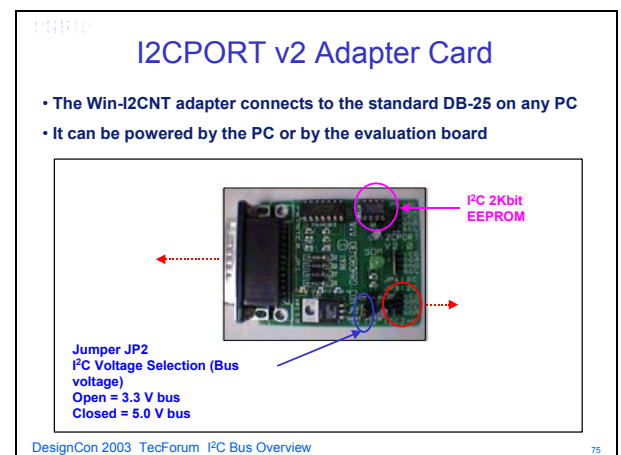 I2CPORT v2 Adapter Card
• The Win-I2CNT adapter connects to the standard DB-25 on any PC
• It can be powered by the PC or by the evaluation board
I²C 2Kbit
EEPROM
Jumper JP2
I²C Voltage Selection (Bus
voltage)
Open = 3.3 V bus
Closed = 5.0 V bus
DesignCon 2003 TecForum I²C Bus Overview
75